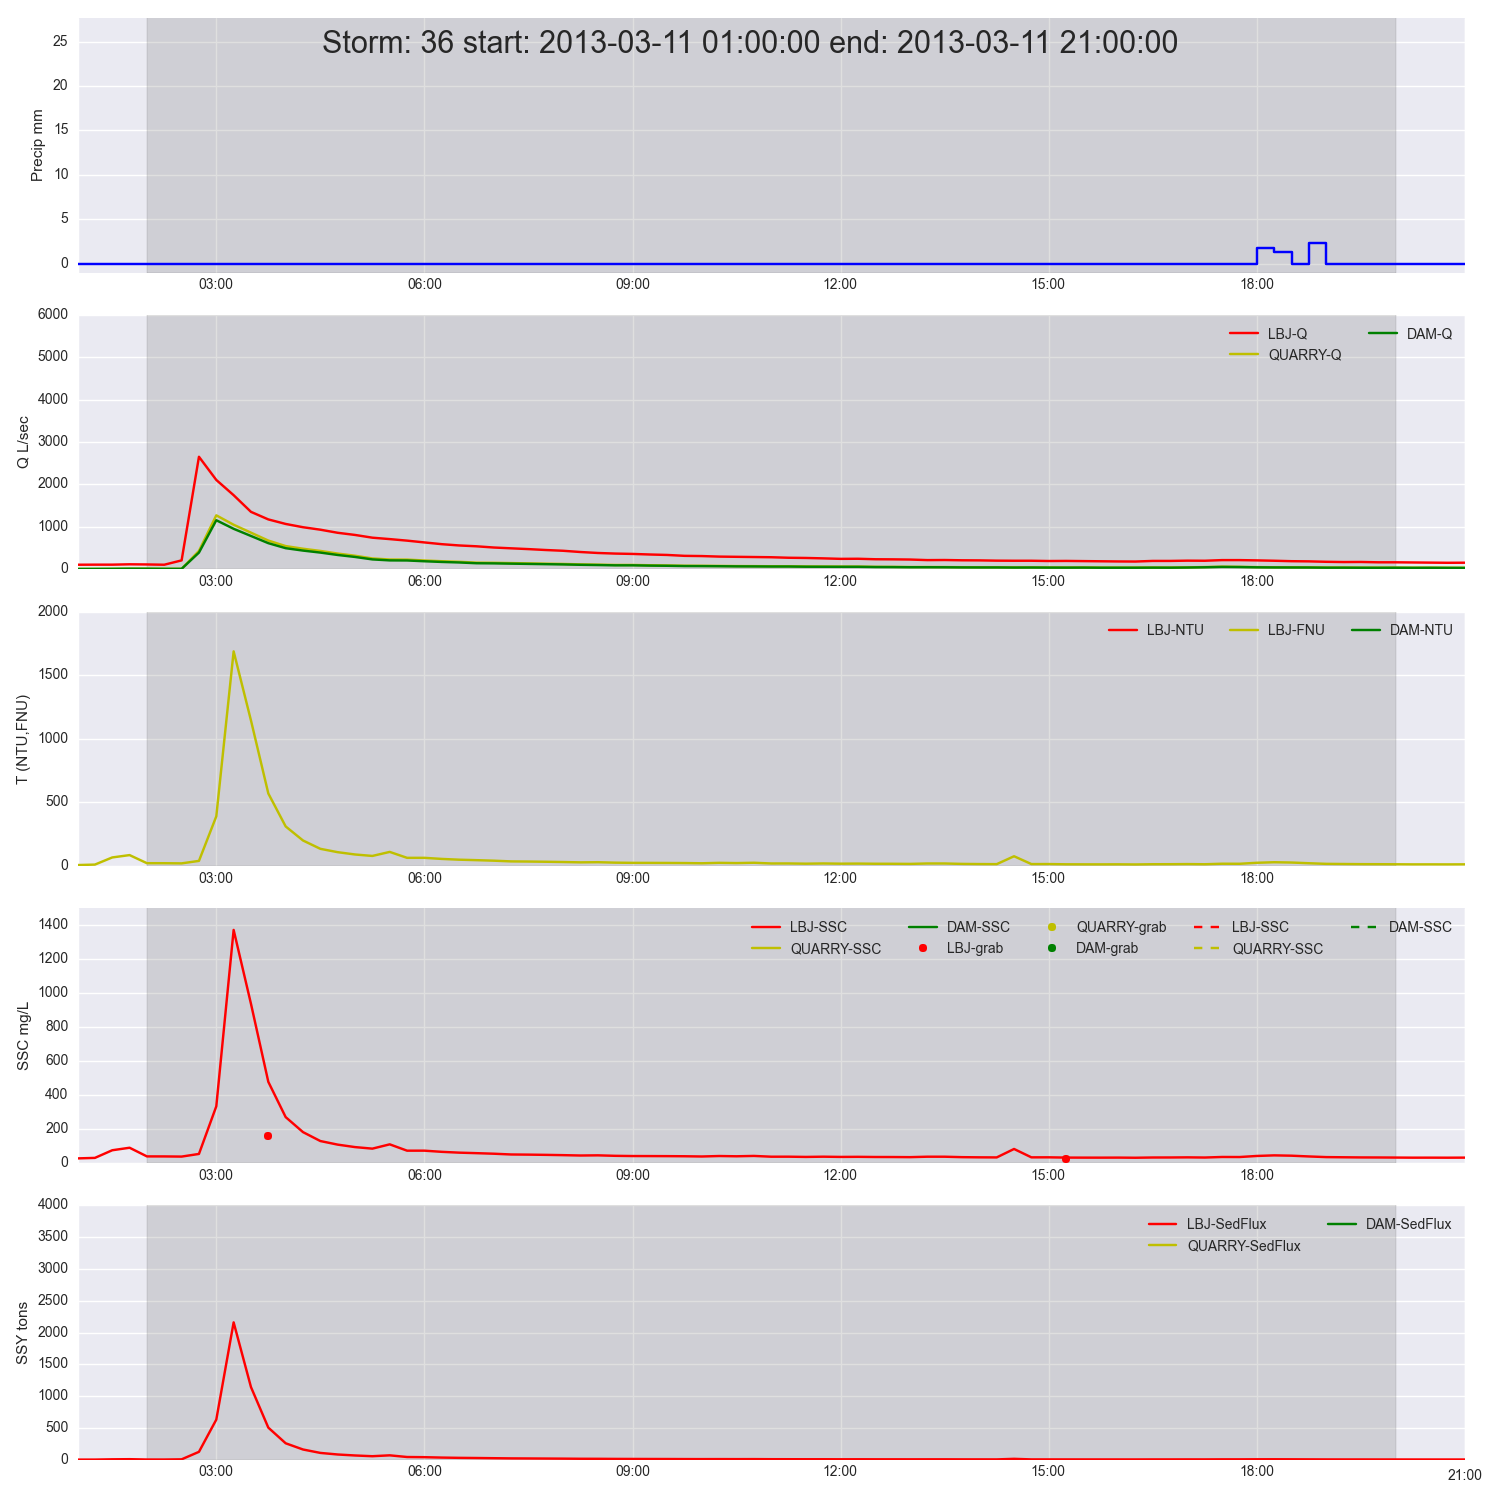 Storm: 36 start: 2013-03-11 01:00:00 end: 2013-03-11 21:00:00
Precip mm
25
20
15
10
5
0
03:00 06:00 09:00 12:00 15:00 18:00
Q L/sec
6000
5000
4000
3000
2000
1000
0
LBJ-Q DAM-Q
QUARRY-Q
03:00 06:00 09:00 12:00 15:00 18:00
T (NTU,FNU)
2000
1500
1000
500
0
LBJ-NTU LBJ-FNU DAM-NTU
03:00 06:00 09:00 12:00 15:00 18:00
SSC mg/L
1400
1200
1000
800
600
400
200
0
LBJ-SSC DAM-SSC QUARRY-grab LBJ-SSC DAM-SSC
QUARRY-SSC LBJ-grab DAM-grab QUARRY-SSC
03:00 06:00 09:00 12:00 15:00 18:00
SSY tons
4000
3500
3000
2500
2000
1500
1000
500
0
LBJ-SedFlux DAM-SedFlux
QUARRY-SedFlux
03:00 06:00 09:00 12:00 15:00 18:00 21:00